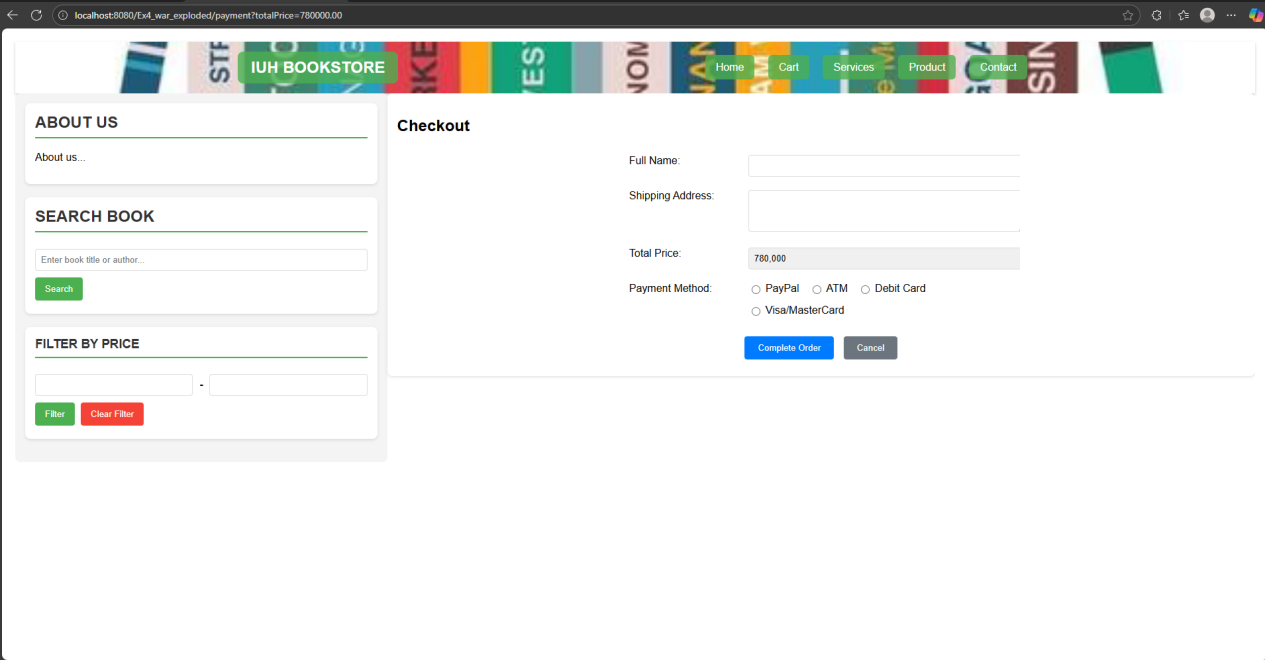 localhost:8080/Ex4_war_exploded/payment?totalPrice=780000.00
IUH BOOKSTORE
Home Cart Services Product Contact
ABOUT US
About us...
SEARCH BOOK
Enter book title or author...
Search
FILTER BY PRICE
-
Filter Clear Filter
Checkout
Full Name:
Shipping Address:
Total Price: 780,000
Payment Method: PayPal ATM Debit Card
Visa/MasterCard
Complete Order Cancel